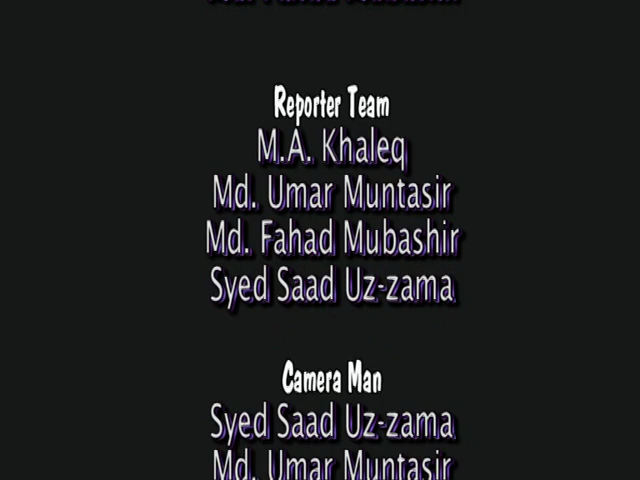 Reporter Team
M.A. Khaleq
Md. Umar Muntasir
Md. Fahad Mubashir
Syed Saad Uz-zama
Camera Man
Syed Saad Uz-zama
Md. Umar Muntasir